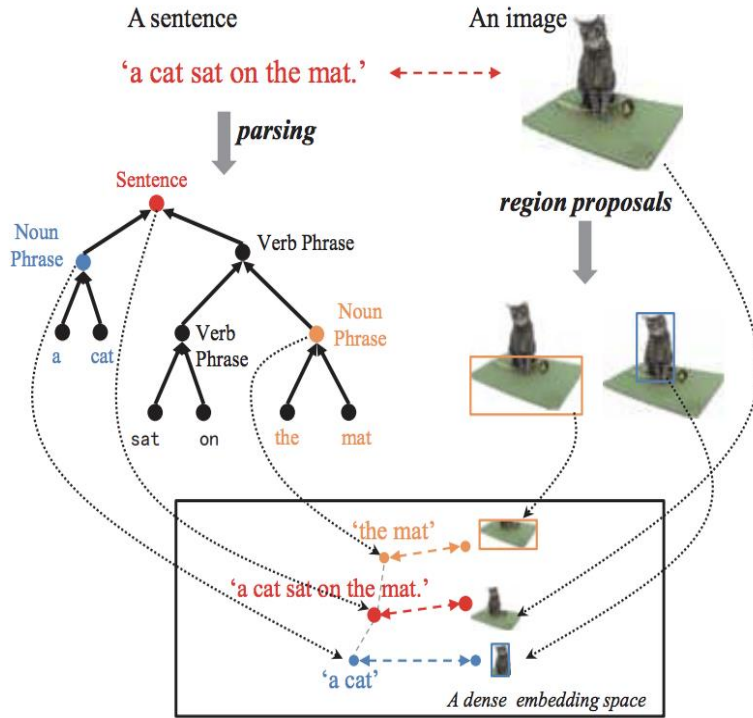 A sentence
An image
‘a cat sat on the mat.’
parsing
region proposals
Sentence
Noun
Phrase
Verb Phrase
a
cat
Verb
Phrase
Noun
Phrase
sat
on
the
mat
‘the mat’
‘a cat sat on the mat.’
‘a cat’
A dense embedding space